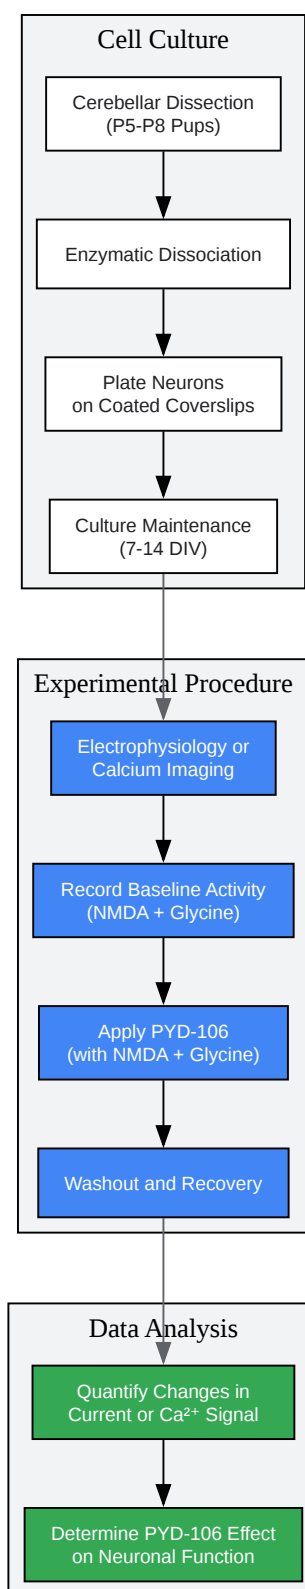 Cell Culture
Cerebellar Dissection
(P5-P8 Pups)
Enzymatic Dissociation
Plate Neurons
on Coated Coverslips
Culture Maintenance
(7-14 DIV)
Experimental Procedure
Electrophysiology or
Calcium Imaging
Record Baseline Activity
(NMDA + Glycine)
Apply PYD-106
(with NMDA + Glycine)
Washout and Recovery
Data Analysis
Quantify Changes in
Current or Ca²⁺ Signal
Determine PYD-106 Effect
on Neuronal Function